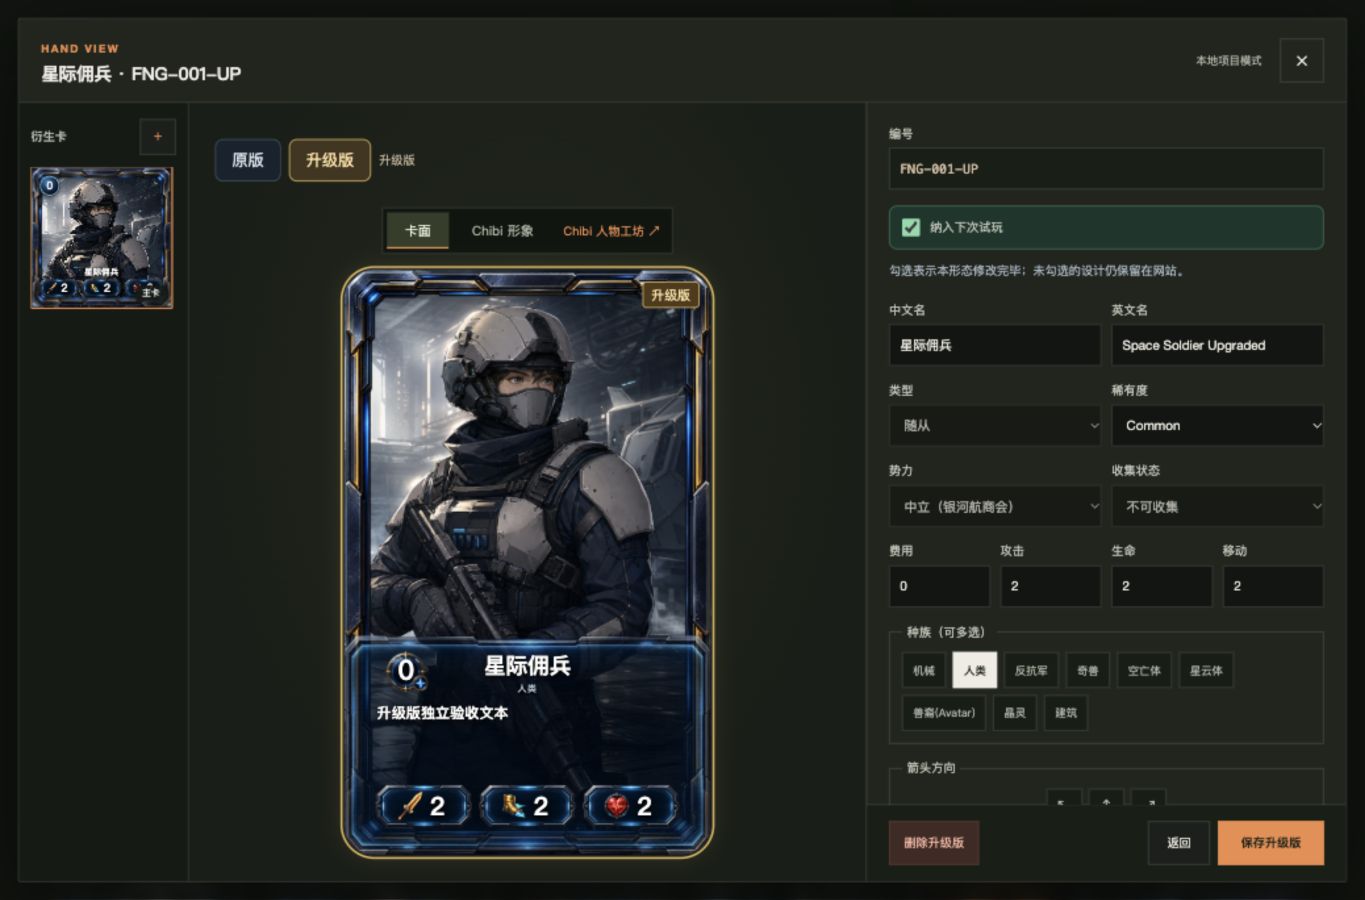 HAND VIEW
星际佣兵 · FNG-001-UP
本地项目模式
×
衍生卡
+
0
星际佣兵
2
2
主卡
原版
升级版
升级版
卡面
Chibi 形象
Chibi 人物工坊 ↗
升级版
0
星际佣兵
人类
升级版独立验收文本
2
2
2
编号
FNG-001-UP
纳入下次试玩
勾选表示本形态修改完毕；未勾选的设计仍保留在网站。
中文名
英文名
星际佣兵
Space Soldier Upgraded
类型
稀有度
随从
Common
势力
收集状态
中立（银河航商会）
不可收集
费用
攻击
生命
移动
0
2
2
2
种族（可多选）
机械
人类
反抗军
奇兽
空亡体
星云体
兽裔(Avatar)
晶灵
建筑
箭头方向
↖ ↑ ↗
删除升级版
返回
保存升级版